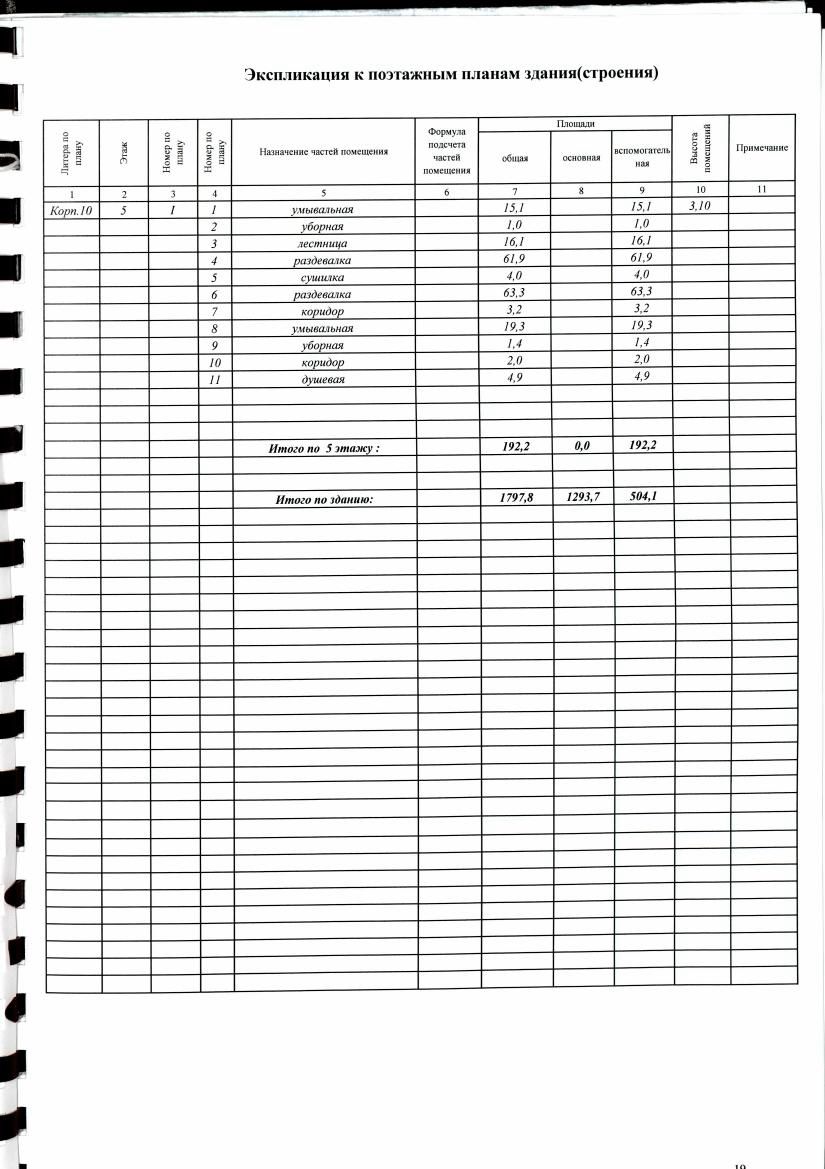 Экспликация к поэтажным планам здания(строения)
Литера по плану Этаж Номер по плану Номер по плану Назначение частей помещения Формула подсчета частей помещения Площади Высота помещений Примечание
общая основная вспомогатель ная
1 2 3 4 5 6 7 8 9 10 11
Корп.10 5 I 1 умывальная 15,1 15,1 3,10
2 уборная 1,0 1,0
3 лестница 16,1 16,1
4 раздевалка 61,9 61,9
5 сушилка 4,0 4,0
6 раздевалка 63,3 63,3
7 коридор 3,2 3,2
8 умывальная 19,3 19,3
9 уборная 1,4 1,4
10 коридор 2,0 2,0
11 душевая 4,9 4,9
Итого по 5 этажу : 192,2 0,0 192,2
Итого по зданию: 1797,8 1293,7 504,1